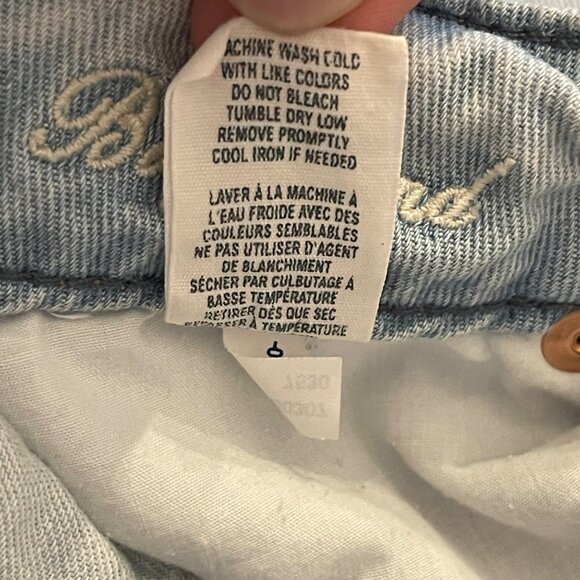 ACHINE WASH COLD
WITH LIKE COLORS
DO NOT BLEACH
TUMBLE DRY LOW
REMOVE PROMPTLY
COOL IRON IF NEEDED
LAVER À LA MACHINE À
L'EAU FROIDE AVEC DES
COULEURS SEMBLABLES
NE PAS UTILISER D'AGENT
DE BLANCHIMENT
SÉCHER PAR CULBUTAGE À
BASSE TEMPÉRATURE
RETIRER DÈS QUE SEC
REPASSER À TEMPÉRATURE